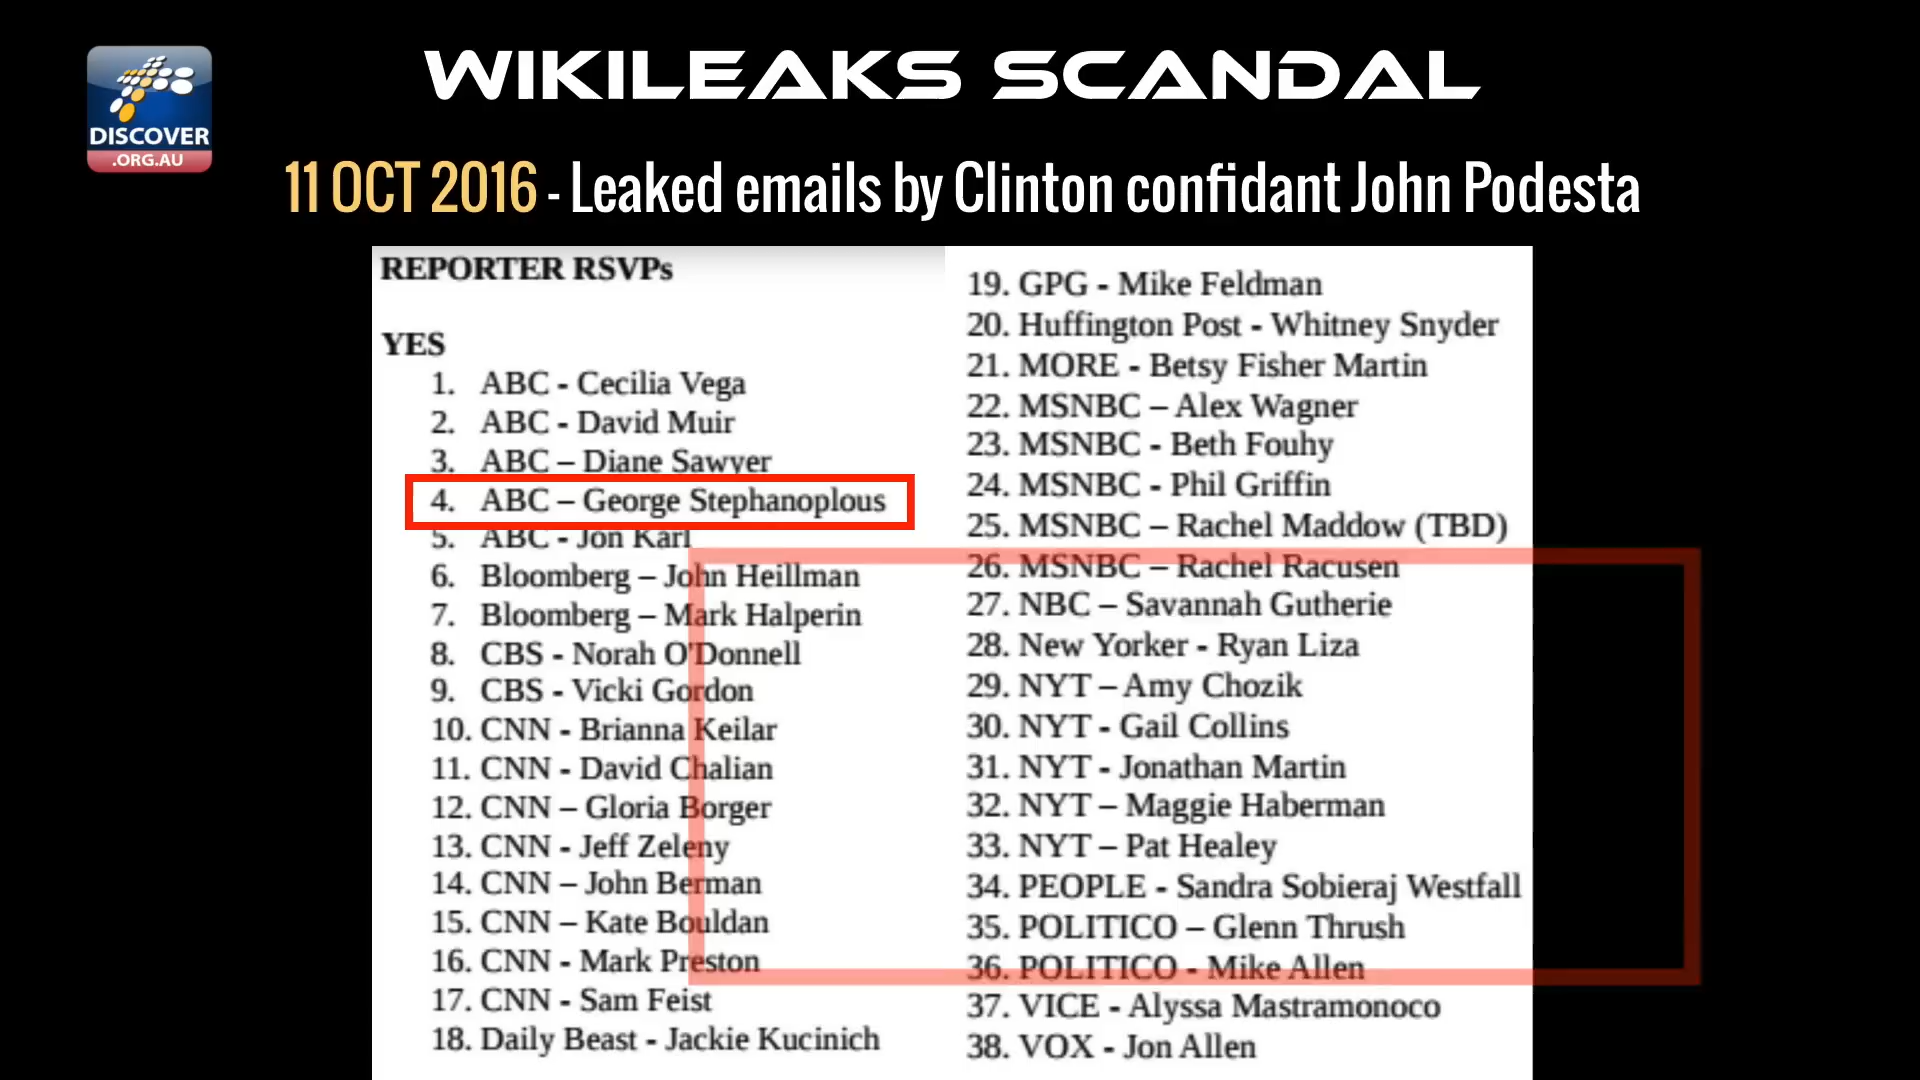 DISCOVER
.ORG.AU
WIKILEAKS SCANDAL
11 OCT 2016 - Leaked emails by Clinton confidant John Podesta
REPORTER RSVPs
YES
1. ABC - Cecilia Vega
2. ABC - David Muir
3. ABC – Diane Sawyer
4. ABC – George Stephanoplous
5. ABC - Jon Karl
6. Bloomberg – John Heillman
7. Bloomberg – Mark Halperin
8. CBS - Norah O'Donnell
9. CBS - Vicki Gordon
10. CNN - Brianna Keilar
11. CNN - David Chalian
12. CNN – Gloria Borger
13. CNN - Jeff Zeleny
14. CNN – John Berman
15. CNN – Kate Bouldan
16. CNN - Mark Preston
17. CNN - Sam Feist
18. Daily Beast - Jackie Kucinich
19. GPG - Mike Feldman
20. Huffington Post - Whitney Snyder
21. MORE - Betsy Fisher Martin
22. MSNBC – Alex Wagner
23. MSNBC - Beth Fouhy
24. MSNBC - Phil Griffin
25. MSNBC – Rachel Maddow (TBD)
26. MSNBC – Rachel Racusen
27. NBC – Savannah Gutherie
28. New Yorker - Ryan Liza
29. NYT – Amy Chozik
30. NYT - Gail Collins
31. NYT - Jonathan Martin
32. NYT – Maggie Haberman
33. NYT – Pat Healey
34. PEOPLE - Sandra Sobieraj Westfall
35. POLITICO – Glenn Thrush
36. POLITICO - Mike Allen
37. VICE - Alyssa Mastramonoco
38. VOX - Jon Allen